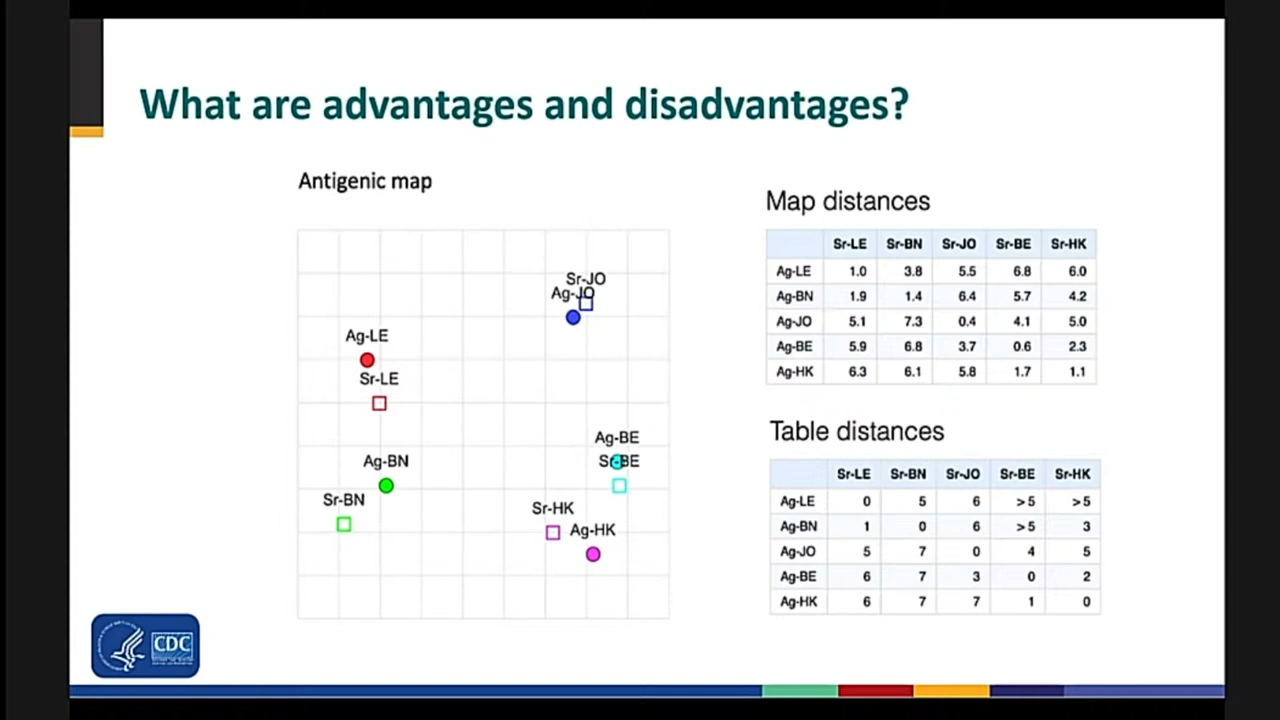 What are advantages and disadvantages?
Antigenic map
Sr-JO
Ag-JO
Ag-LE
Sr-LE
Ag-BE
Ag-BN
Sr-BE
Sr-BN
Sr-HK
Ag-HK
Map distances
Sr-LE Sr-BN Sr-JO Sr-BE Sr-HK
Ag-LE 1.0 3.8 5.5 6.8 6.0
Ag-BN 1.9 1.4 6.4 5.7 4.2
Ag-JO 5.1 7.3 0.4 4.1 5.0
Ag-BE 5.9 6.8 3.7 0.6 2.3
Ag-HK 6.3 6.1 5.8 1.7 1.1
Table distances
Sr-LE Sr-BN Sr-JO Sr-BE Sr-HK
Ag-LE 0 5 6 >5 >5
Ag-BN 1 0 6 >5 3
Ag-JO 5 7 0 4 5
Ag-BE 6 7 3 0 2
Ag-HK 6 7 7 1 0
CDC